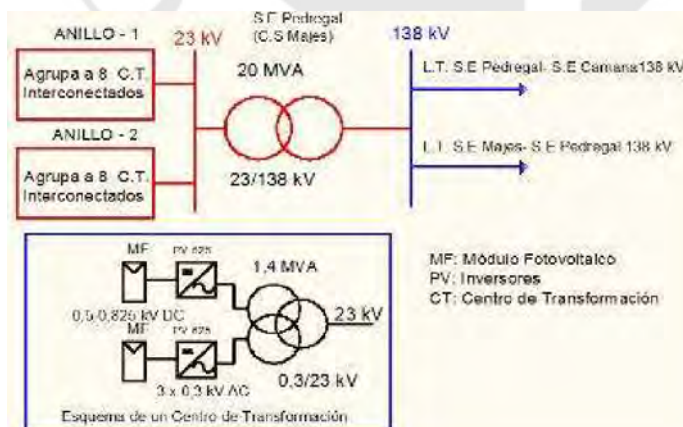 S.E Pedregal
(C.S Majes)
ANILLO - 1
23 kV
138 kV
Agrupa a 8 C.T.
Interconectados
20 MVA
L.T. S.E Pedregal- S.E Camana138 kV
ANILLO - 2
Agrupa a 8 C.T.
Interconectados
23/138 kV
L.T. S.E Majes- S.E Pedregal 138 kV
MF
PV 825
1,4 MVA
0,5-0,825 kV DC
MF
PV 825
23 kV
3 x 0,3 kV AC
0.3/23 kV
Esquema de un Centro de Transformación
MF: Módulo Fotovoltaico
PV: Inversores
CT: Centro de Transformación